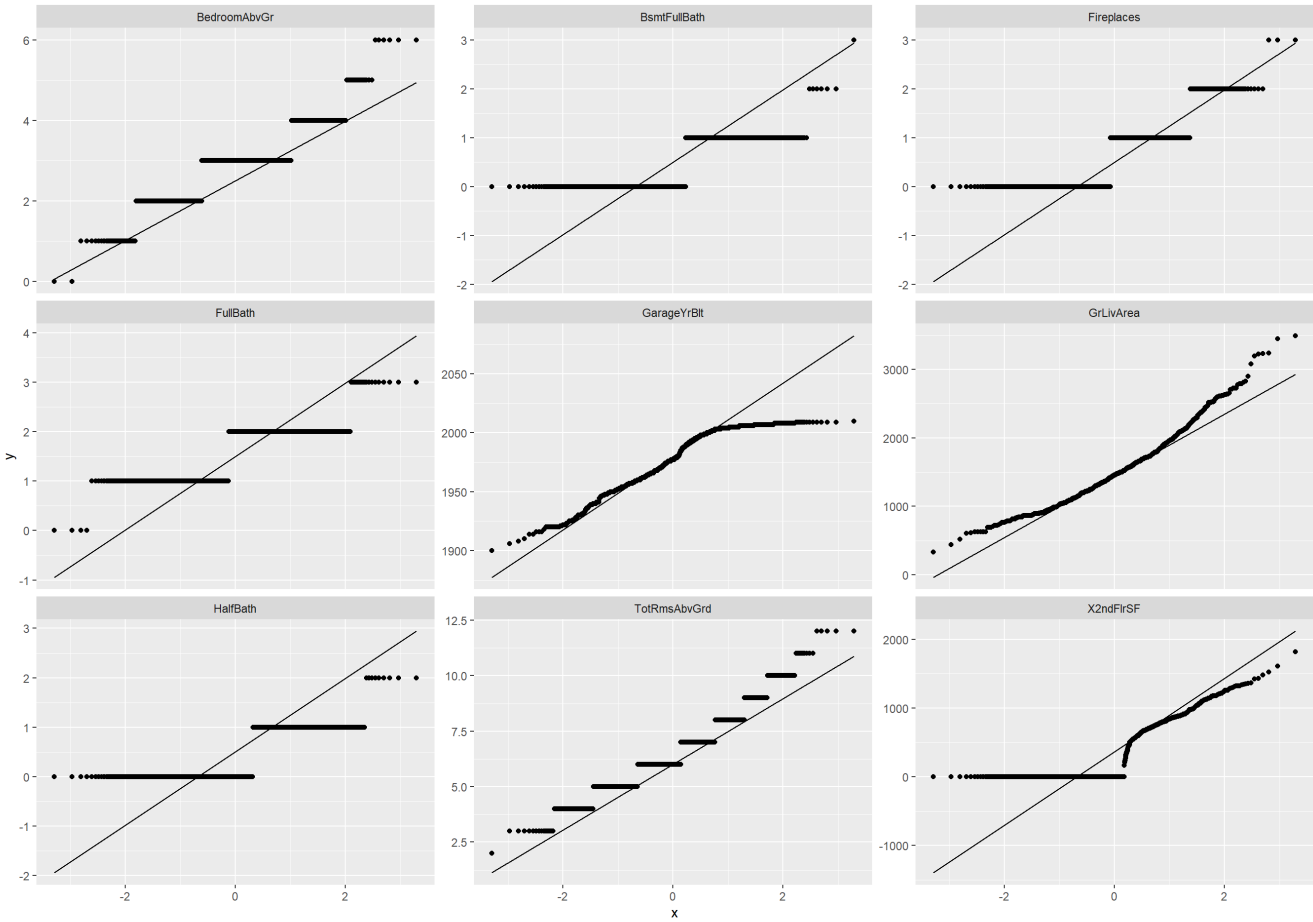 BedroomAbvGr BsmtFullBath Fireplaces
6 3 3
4 2 2
2 1 1
0 0 0
-1 -1
-2 -2
FullBath GarageYrBlt GrLivArea
4 2050 3000
3 2000 2000
2 1950 1000
1 1900 0
0
-1
y
HalfBath TotRmsAbvGrd X2ndFlrSF
3 12.5 2000
2 10.0 1000
1 7.5 0
0 5.0 -1000
-1 2.5
-2
-2 0 2 -2 0 2 -2 0 2
x